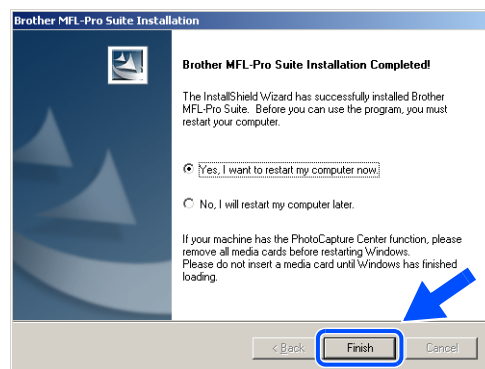 Brother MFL-Pro Suite Installation
Brother MFL-Pro Suite Installation Completed!
The InstallShield Wizard has successfully installed Brother
MFL-Pro Suite. Before you can use the program, you must
restart your computer.
Yes, I want to restart my computer now.
No, I will restart my computer later.
If your machine has the PhotoCapture Center function, please
remove all media cards before restarting Windows.
Please do not insert a media card until Windows has finished
loading.
< Back Finish Cancel